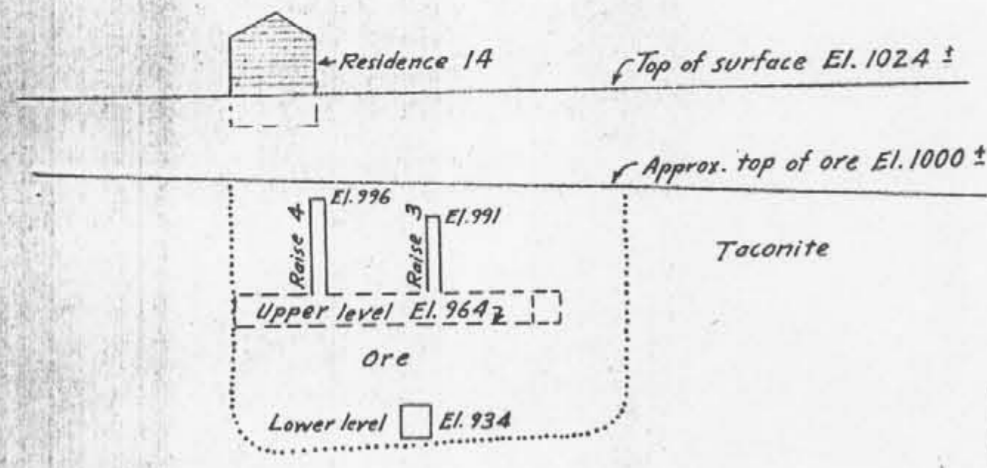 Residence 14
Top of surface El. 1024 ±
Approx. top of ore El. 1000 ±
Raise 4
El. 996
Raise 3
El. 991
Taconite
Upper level El. 964
Ore
Lower level
El. 934